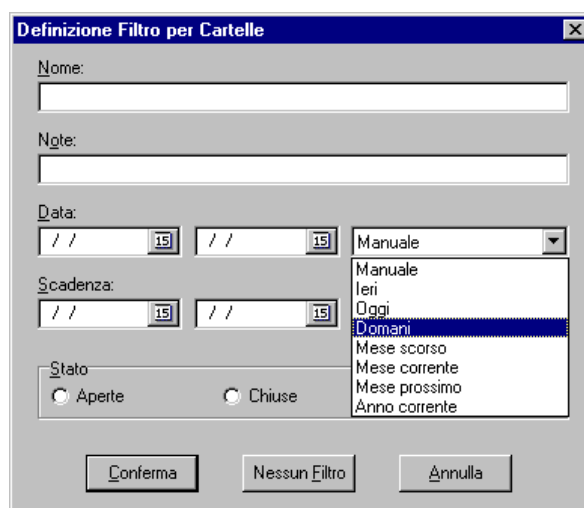 Definizione Filtro per Cartelle
Nome:
Note:
Data:
/ / 15 / / 15 Manuale
Manuale
Ieri
Oggi
Domani
Mese scorso
Mese corrente
Mese prossimo
Anno corrente
Scadenza:
/ / 15 / / 15
Stato
Aperte Chiuse
Conferma Nessun Filtro Annulla